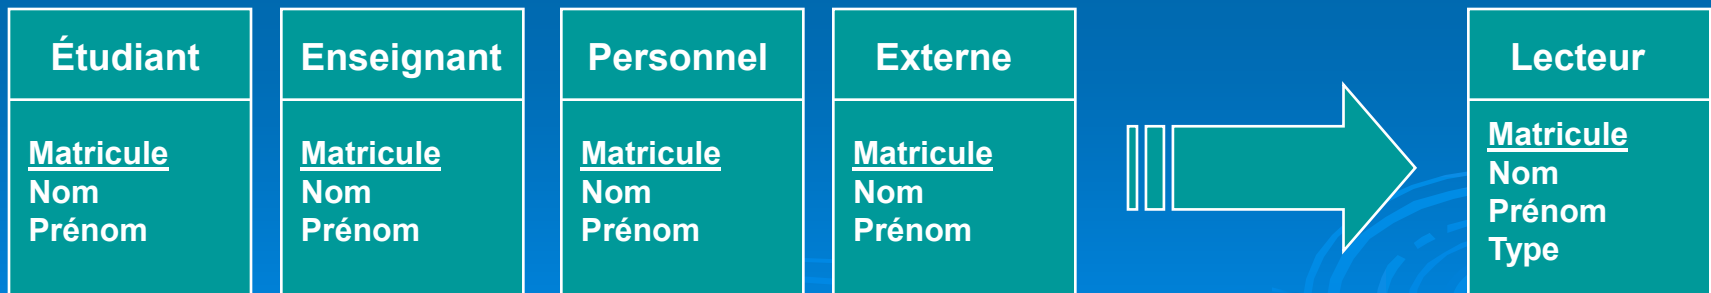 Étudiant
Matricule
Nom
Prénom
Enseignant
Matricule
Nom
Prénom
Personnel
Matricule
Nom
Prénom
Externe
Matricule
Nom
Prénom
Lecteur
Matricule
Nom
Prénom
Type